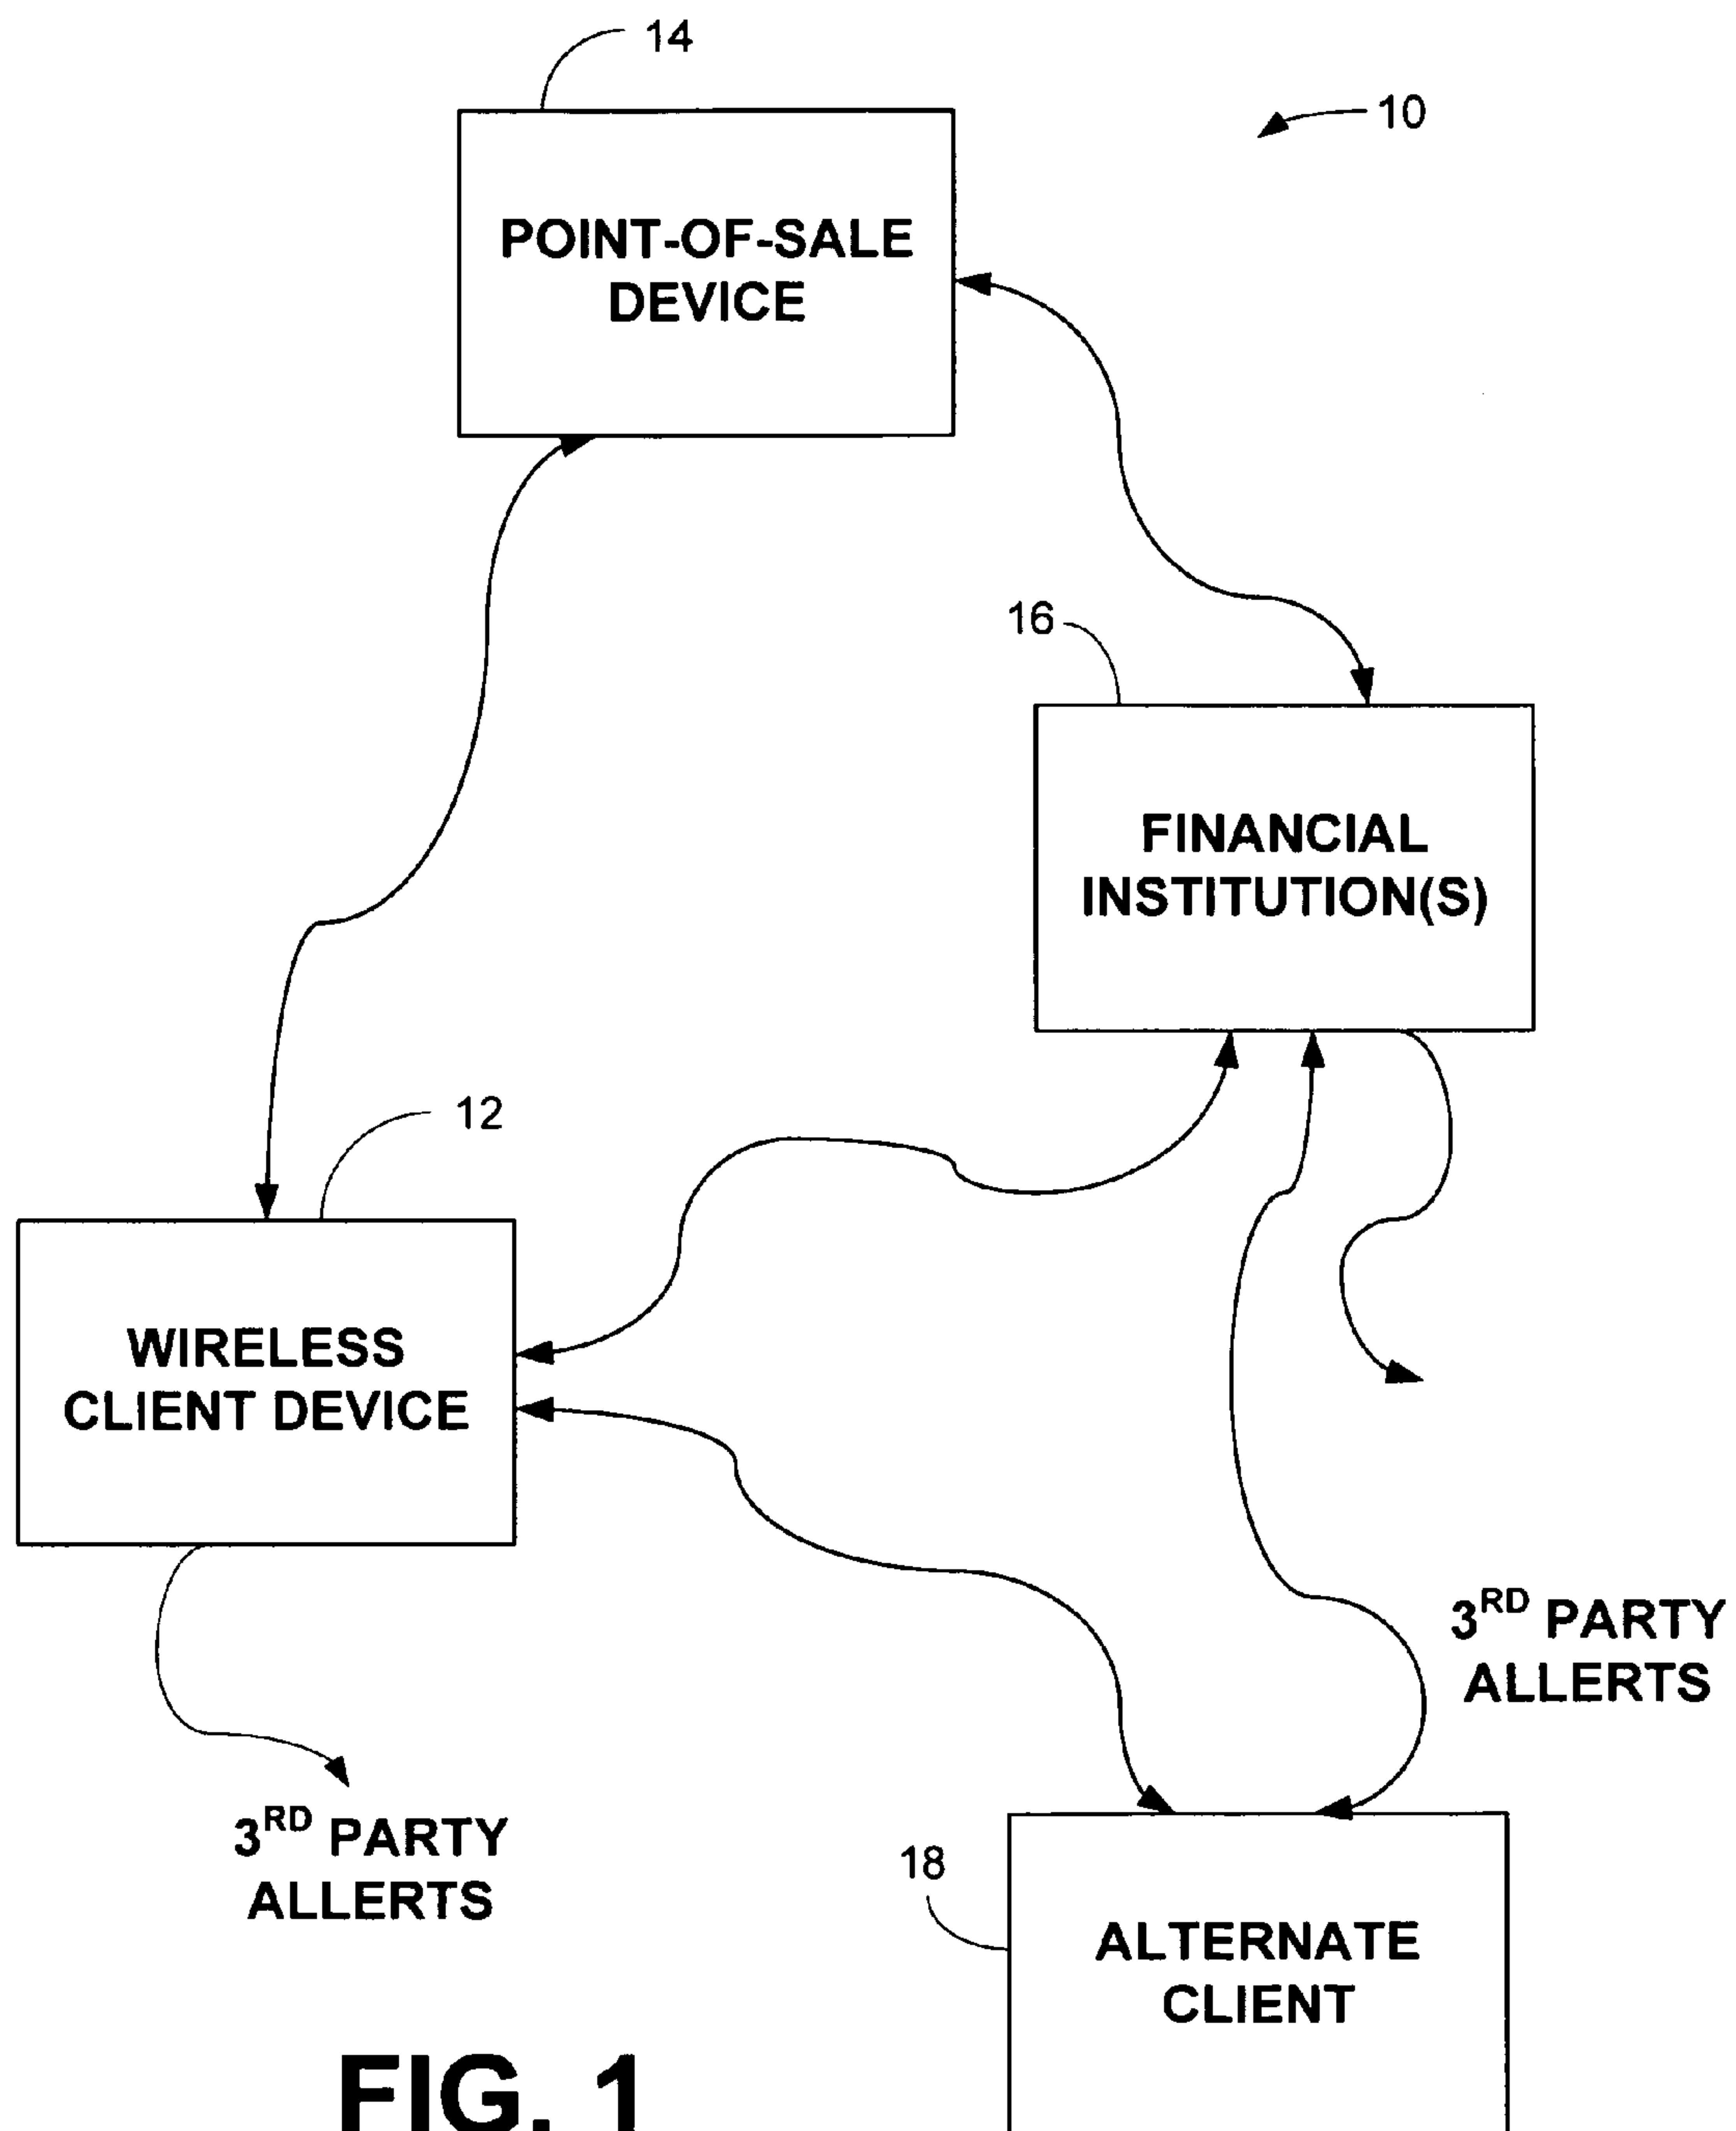 14
10
POINT-OF-SALE
DEVICE
16
FINANCIAL
INSTITUTION(S)
12
WIRELESS
CLIENT DEVICE
3RD PARTY
ALLERTS
3RD PARTY
ALLERTS
18
ALTERNATE
CLIENT
FIG. 1